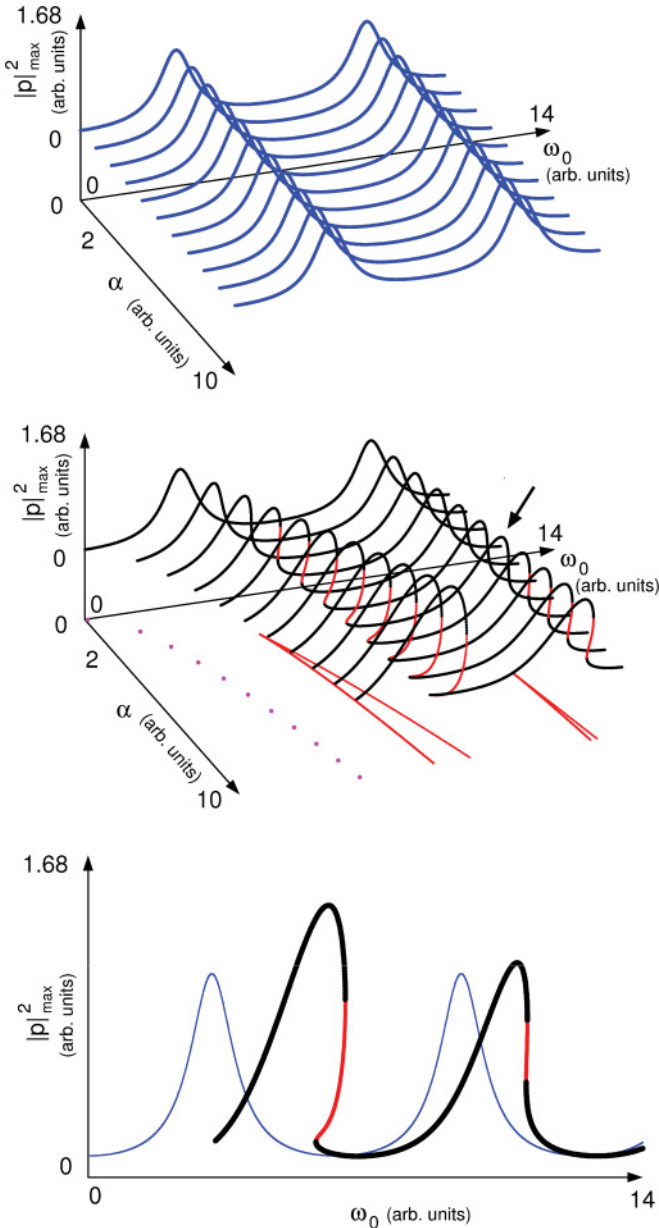 1.68
|p|²max
(arb. units)
0
14
ω0
(arb. units)
0
0
2
α (arb. units)
10
1.68
|p|²max
(arb. units)
0
14
ω0
(arb. units)
0
0
2
α (arb. units)
10
1.68
|p|²max
(arb. units)
0
0
14
ω0 (arb. units)